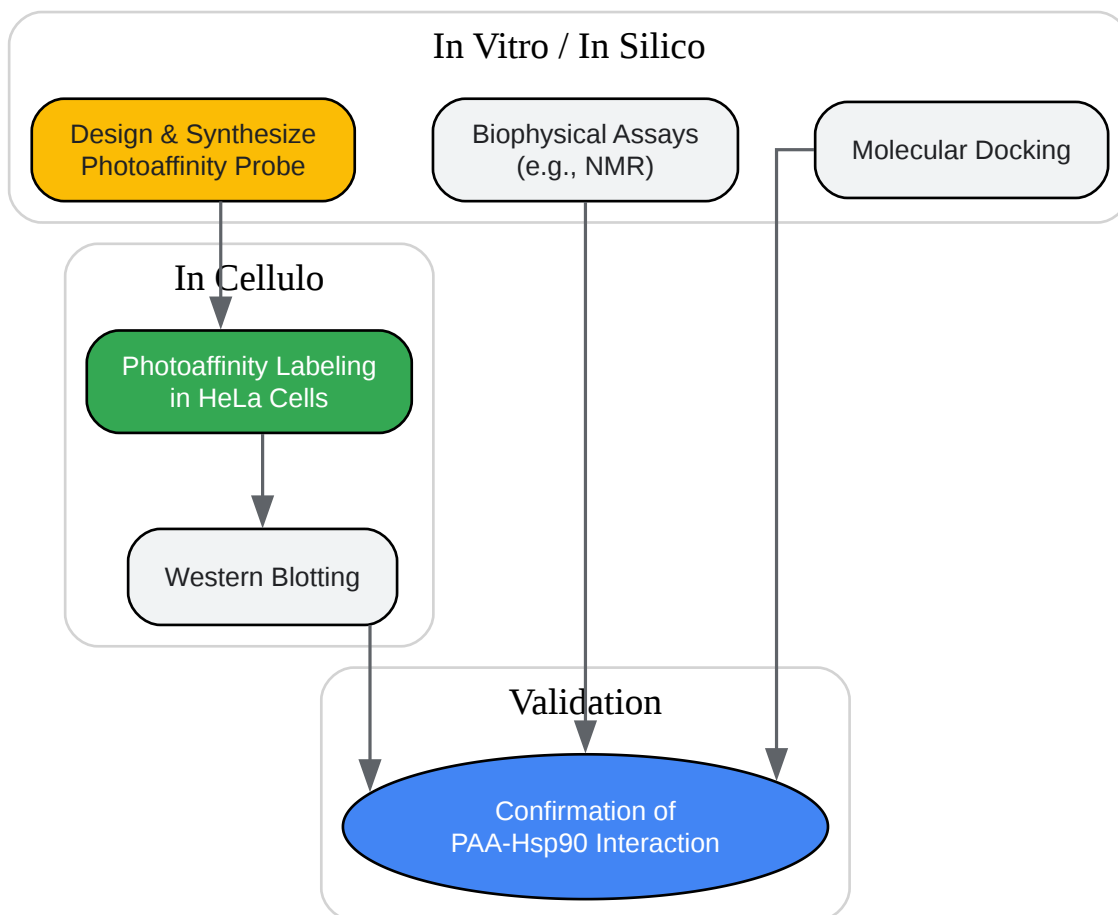 In Vitro / In Silico
Design & Synthesize
Photoaffinity Probe
Biophysical Assays
(e.g., NMR)
Molecular Docking
In Cellulo
Photoaffinity Labeling
in HeLa Cells
Western Blotting
Validation
Confirmation of
PAA-Hsp90 Interaction